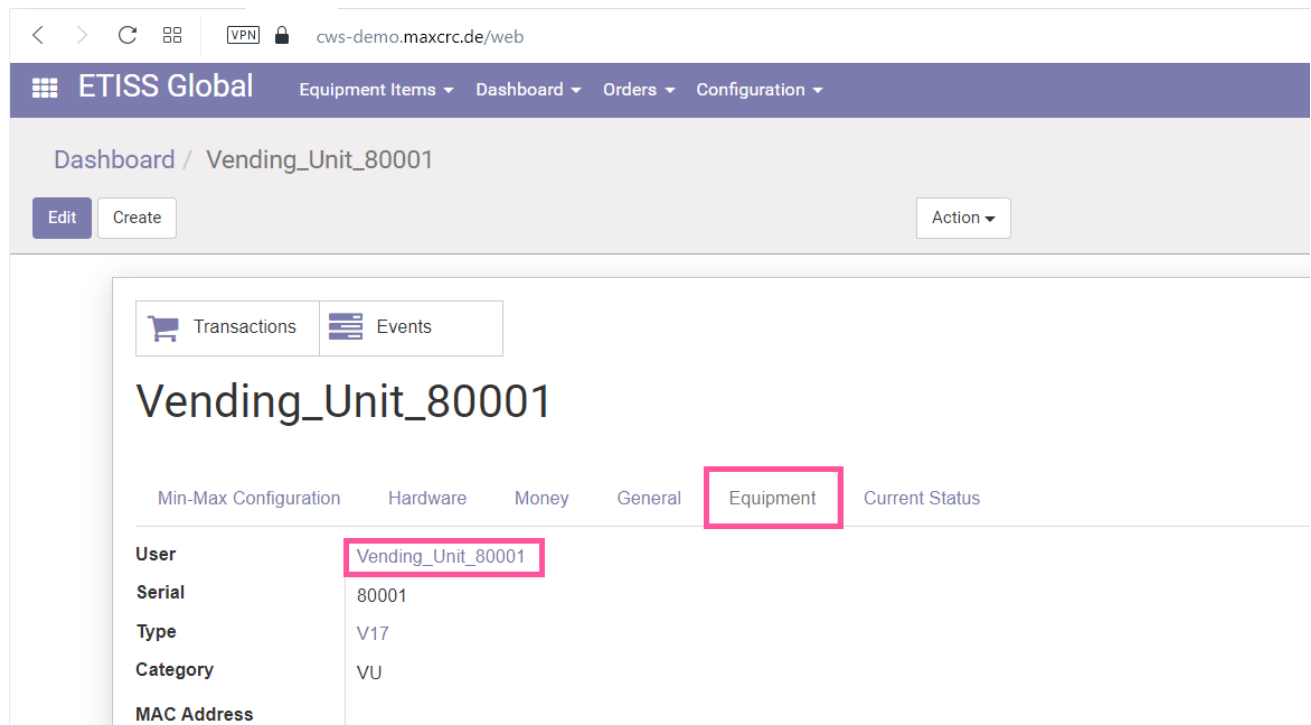 VPN cws-demo.maxcrc.de/web
ETISS Global Equipment Items Dashboard Orders Configuration
Dashboard / Vending_Unit_80001
Edit Create Action
Transactions Events
Vending_Unit_80001
Min-Max Configuration Hardware Money General Equipment Current Status
User Vending_Unit_80001
Serial 80001
Type V17
Category VU
MAC Address